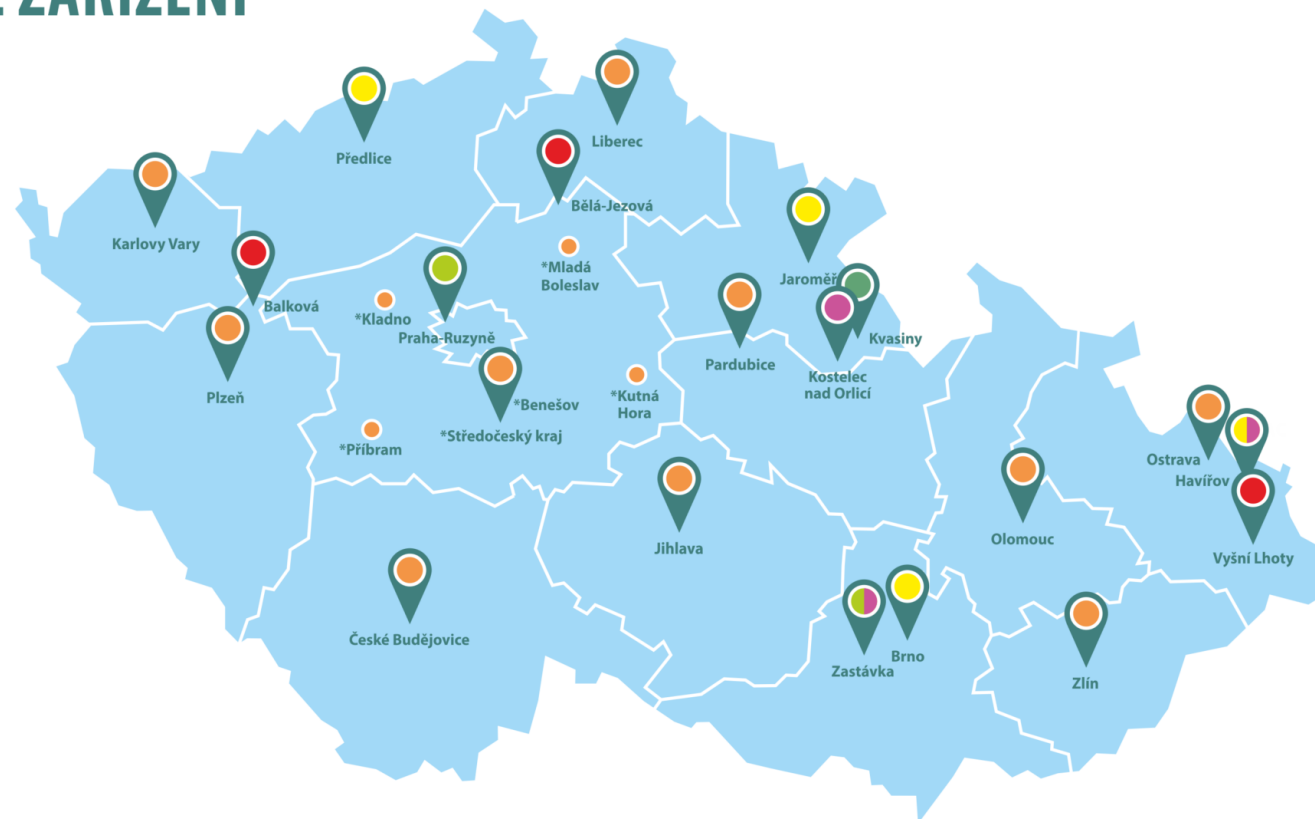 ZAŘÍZENÍ
Liberec
Předlice
Bělá-Jezová
Karlovy Vary
*Mladá
Boleslav
Jaroměř
Balková
*Kladno
Praha-Ruzyně
Kvasiny
Pardubice
Kostelec
nad Orlicí
Plzeň
*Benešov
*Kutná
Hora
*Středočeský kraj
*Příbram
Ostrava
Havířov
Olomouc
Jihlava
Vyšní Lhoty
České Budějovice
Brno
Zastávka
Zlín